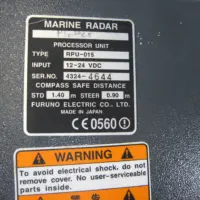 MARINE RADAR
PROCESSOR UNIT
TYPE RPU-015
INPUT 12-24 VDC
SER.NO. 4324-4644
COMPASS SAFE DISTANCE
STD 1.40 m STEER 0.90 m
FURUNO ELECTRIC CO., LTD.
MADE IN JAPAN
CE0560!
WARNING
To avoid electrical shock, do not
remove cover. No user-serviceable
parts inside.